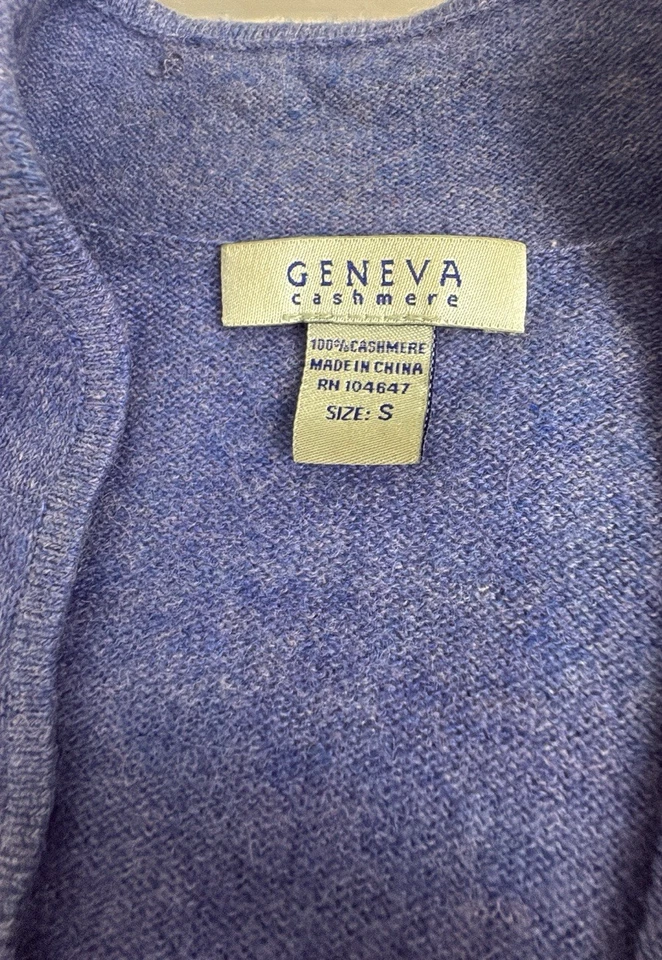 GENEVA
cashmere
100% CASHMERE
MADE IN CHINA
RN 104647
SIZE: S